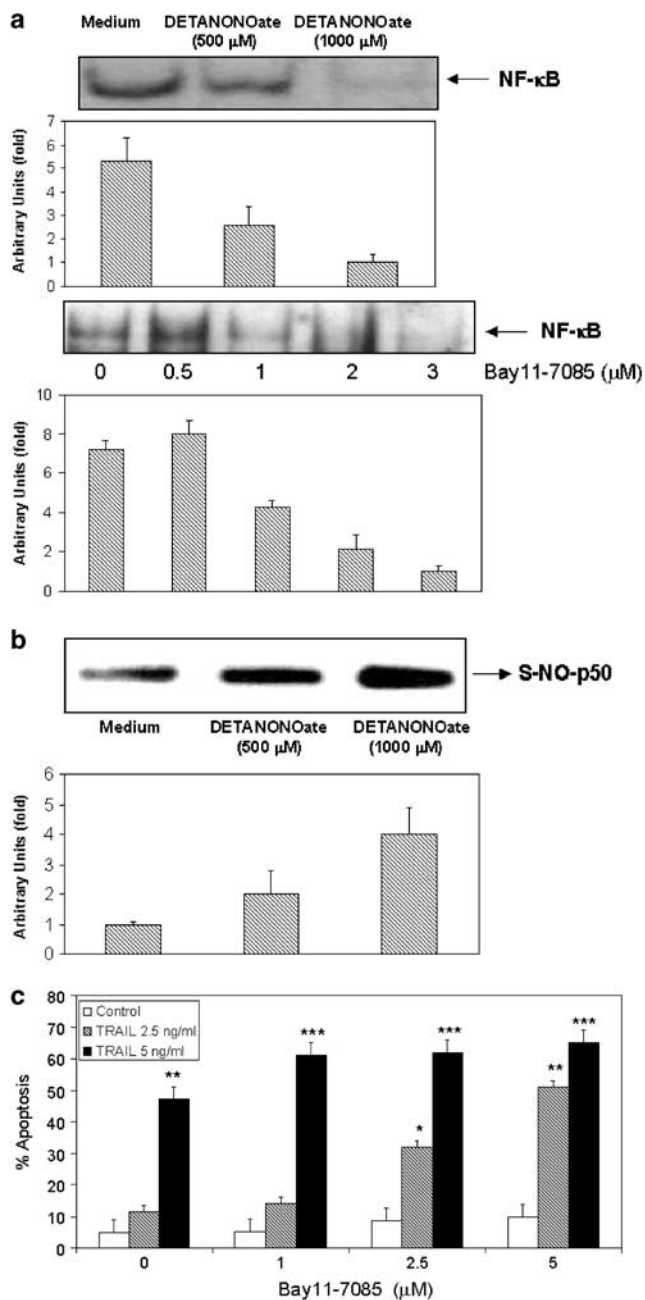 a
Medium DETANONOate DETANONOate
(500 µM) (1000 µM)
NF-κB
Arbitrary Units (fold)
7
6
5
4
3
2
1
0
NF-κB
0 0.5 1 2 3 Bay11-7085 (µM)
Arbitrary Units (fold)
10
8
6
4
2
0
b
S-NO-p50
Medium DETANONOate DETANONOate
(500 µM) (1000 µM)
Arbitrary Units (fold)
6
5
4
3
2
1
0
c
% Apoptosis
80
70
60
50
40
30
20
10
0
Control
TRAIL 2.5 ng/ml
TRAIL 5 ng/ml
** *** * *** ** ***
0 1 2.5 5
Bay11-7085 (µM)